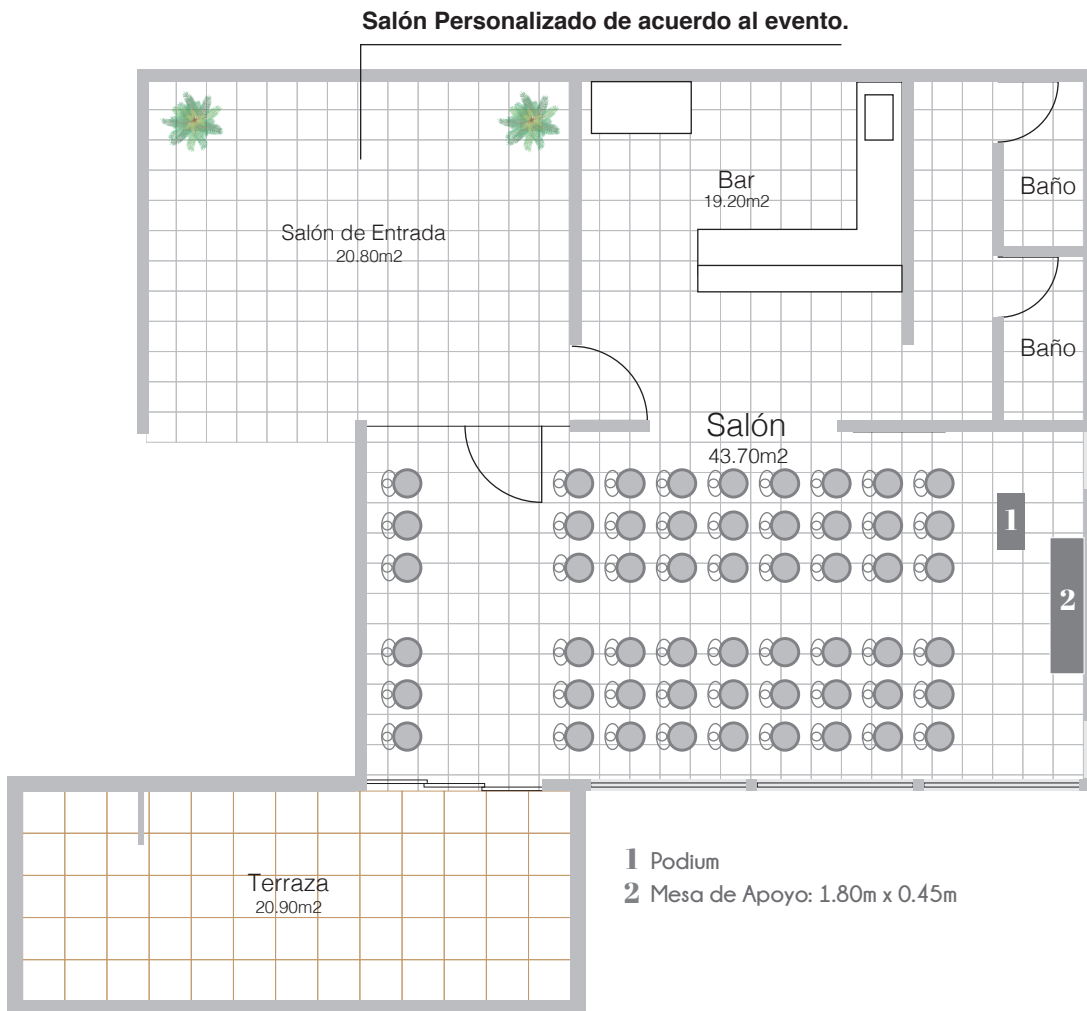 Salón Personalizado de acuerdo al evento.
Bar
19.20m2
Baño
Salón de Entrada
20.80m2
Baño
Salón
43.70m2
1
2
1 Podium
2 Mesa de Apoyo: 1.80m x 0.45m
Terraza
20.90m2